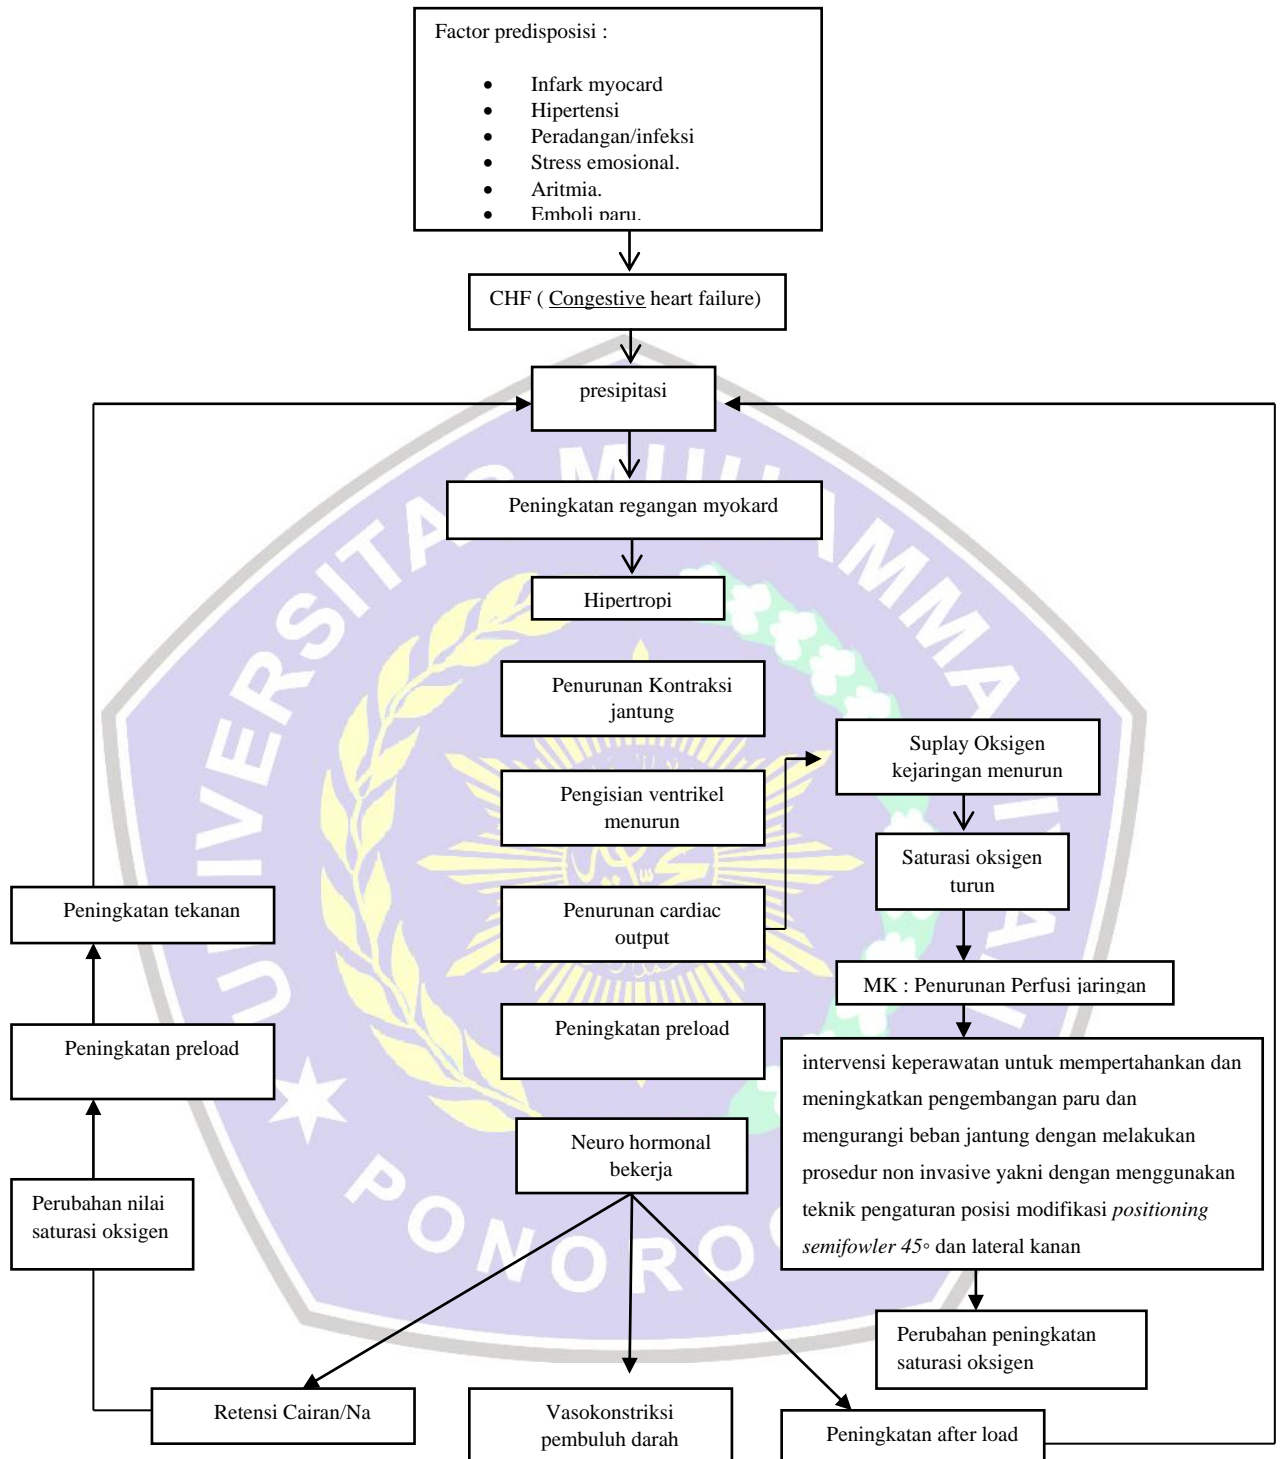 Factor predisposisi :
• Infark myocard
• Hipertensi
• Peradangan/infeksi
• Stress emosional.
• Aritmia.
• Emboli paru.
CHF ( Congestive heart failure)
presipitasi
Peningkatan regangan myokard
Hipertropi
Penurunan Kontraksi
jantung
Pengisian ventrikel
menurun
Penurunan cardiac
output
Peningkatan preload
Neuro hormonal
bekerja
Suplay Oksigen
kejaringan menurun
Saturasi oksigen
turun
MK : Penurunan Perfusi jaringan
intervensi keperawatan untuk mempertahankan dan
meningkatkan pengembangan paru dan
mengurangi beban jantung dengan melakukan
prosedur non invasive yakni dengan menggunakan
teknik pengaturan posisi modifikasi positioning
semifowler 45◦ dan lateral kanan
Perubahan peningkatan
saturasi oksigen
Peningkatan tekanan
Peningkatan preload
Perubahan nilai
saturasi oksigen
Retensi Cairan/Na
Vasokonstriksi
pembuluh darah
Peningkatan after load
UNIVERSITAS MUHAMMA
PONOROG